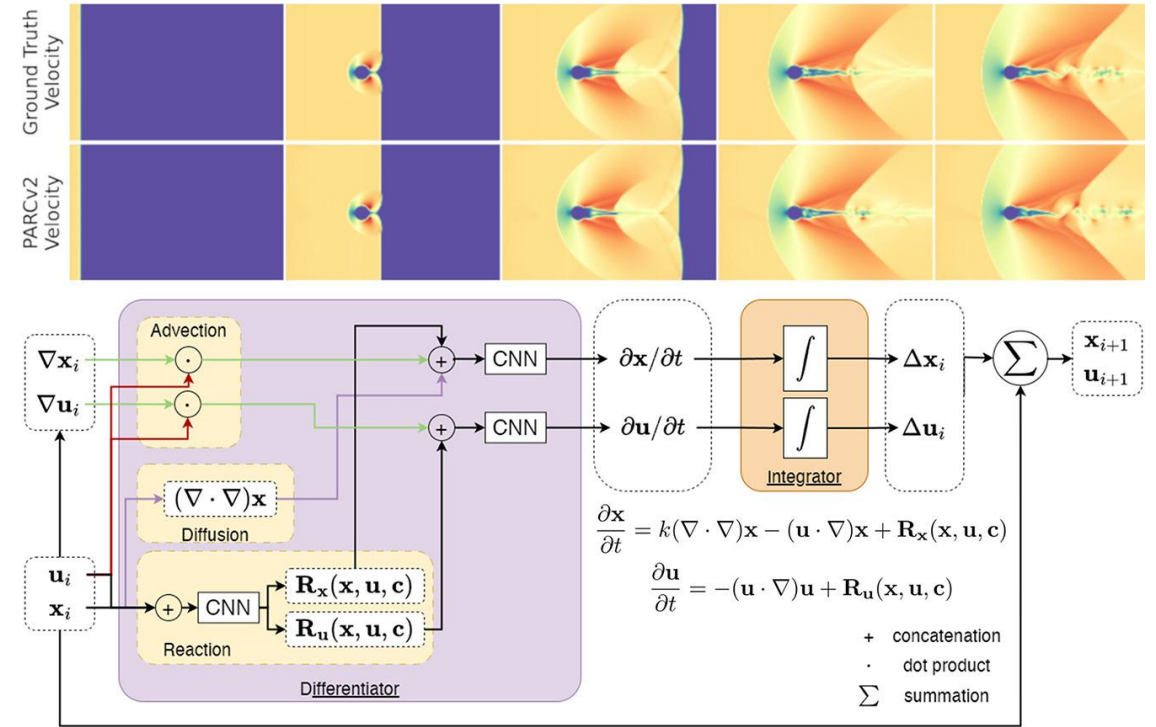 Ground Truth
Velocity
PARCv2
Velocity
Advection
∇x_i
∇u_i
·
·
+
+
CNN
CNN
∂x/∂t
∂u/∂t
∫
∫
Integrator
Δx_i
Δu_i
∑
x_{i+1}
u_{i+1}
(∇ · ∇)x
Diffusion
u_i
x_i
+
CNN
R_x(x, u, c)
R_u(x, u, c)
Reaction
Differentiator
∂x/∂t = k(∇ · ∇)x − (u · ∇)x + R_x(x, u, c)
∂u/∂t = −(u · ∇)u + R_u(x, u, c)
+ concatenation
· dot product
∑ summation